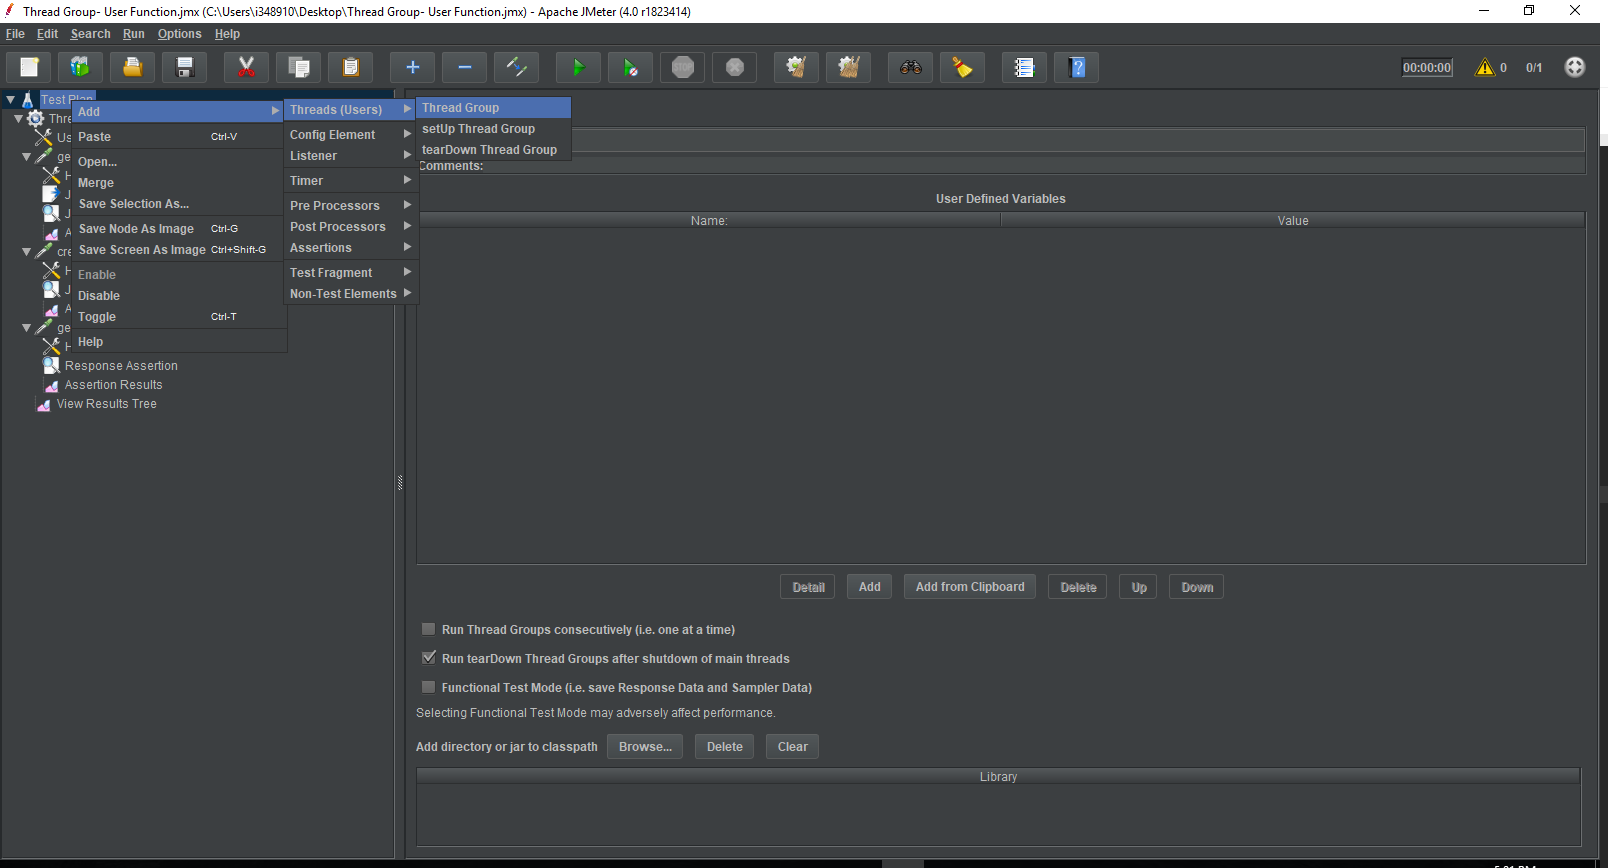 Thread Group- User Function.jmx (C:\Users\i348910\Desktop\Thread Group- User Function.jmx) - Apache JMeter (4.0 r1823414)
File Edit Search Run Options Help
STOP
00:00:00 0 0/1
Test Plan
Add
Paste Ctrl-V
Open...
Merge
Save Selection As...
Save Node As Image Ctrl-G
Save Screen As Image Ctrl+Shift-G
Enable
Disable
Toggle Ctrl-T
Help
Threads (Users)
Config Element
Listener
Timer
Pre Processors
Post Processors
Assertions
Test Fragment
Non-Test Elements
Thread Group
setUp Thread Group
tearDown Thread Group
Thre
Us
ge
H
J
J
A
cre
H
J
A
ge
H
Response Assertion
Assertion Results
View Results Tree
Comments:
User Defined Variables
Name: Value
Detail Add Add from Clipboard Delete Up Down
Run Thread Groups consecutively (i.e. one at a time)
Run tearDown Thread Groups after shutdown of main threads
Functional Test Mode (i.e. save Response Data and Sampler Data)
Selecting Functional Test Mode may adversely affect performance.
Add directory or jar to classpath Browse... Delete Clear
Library